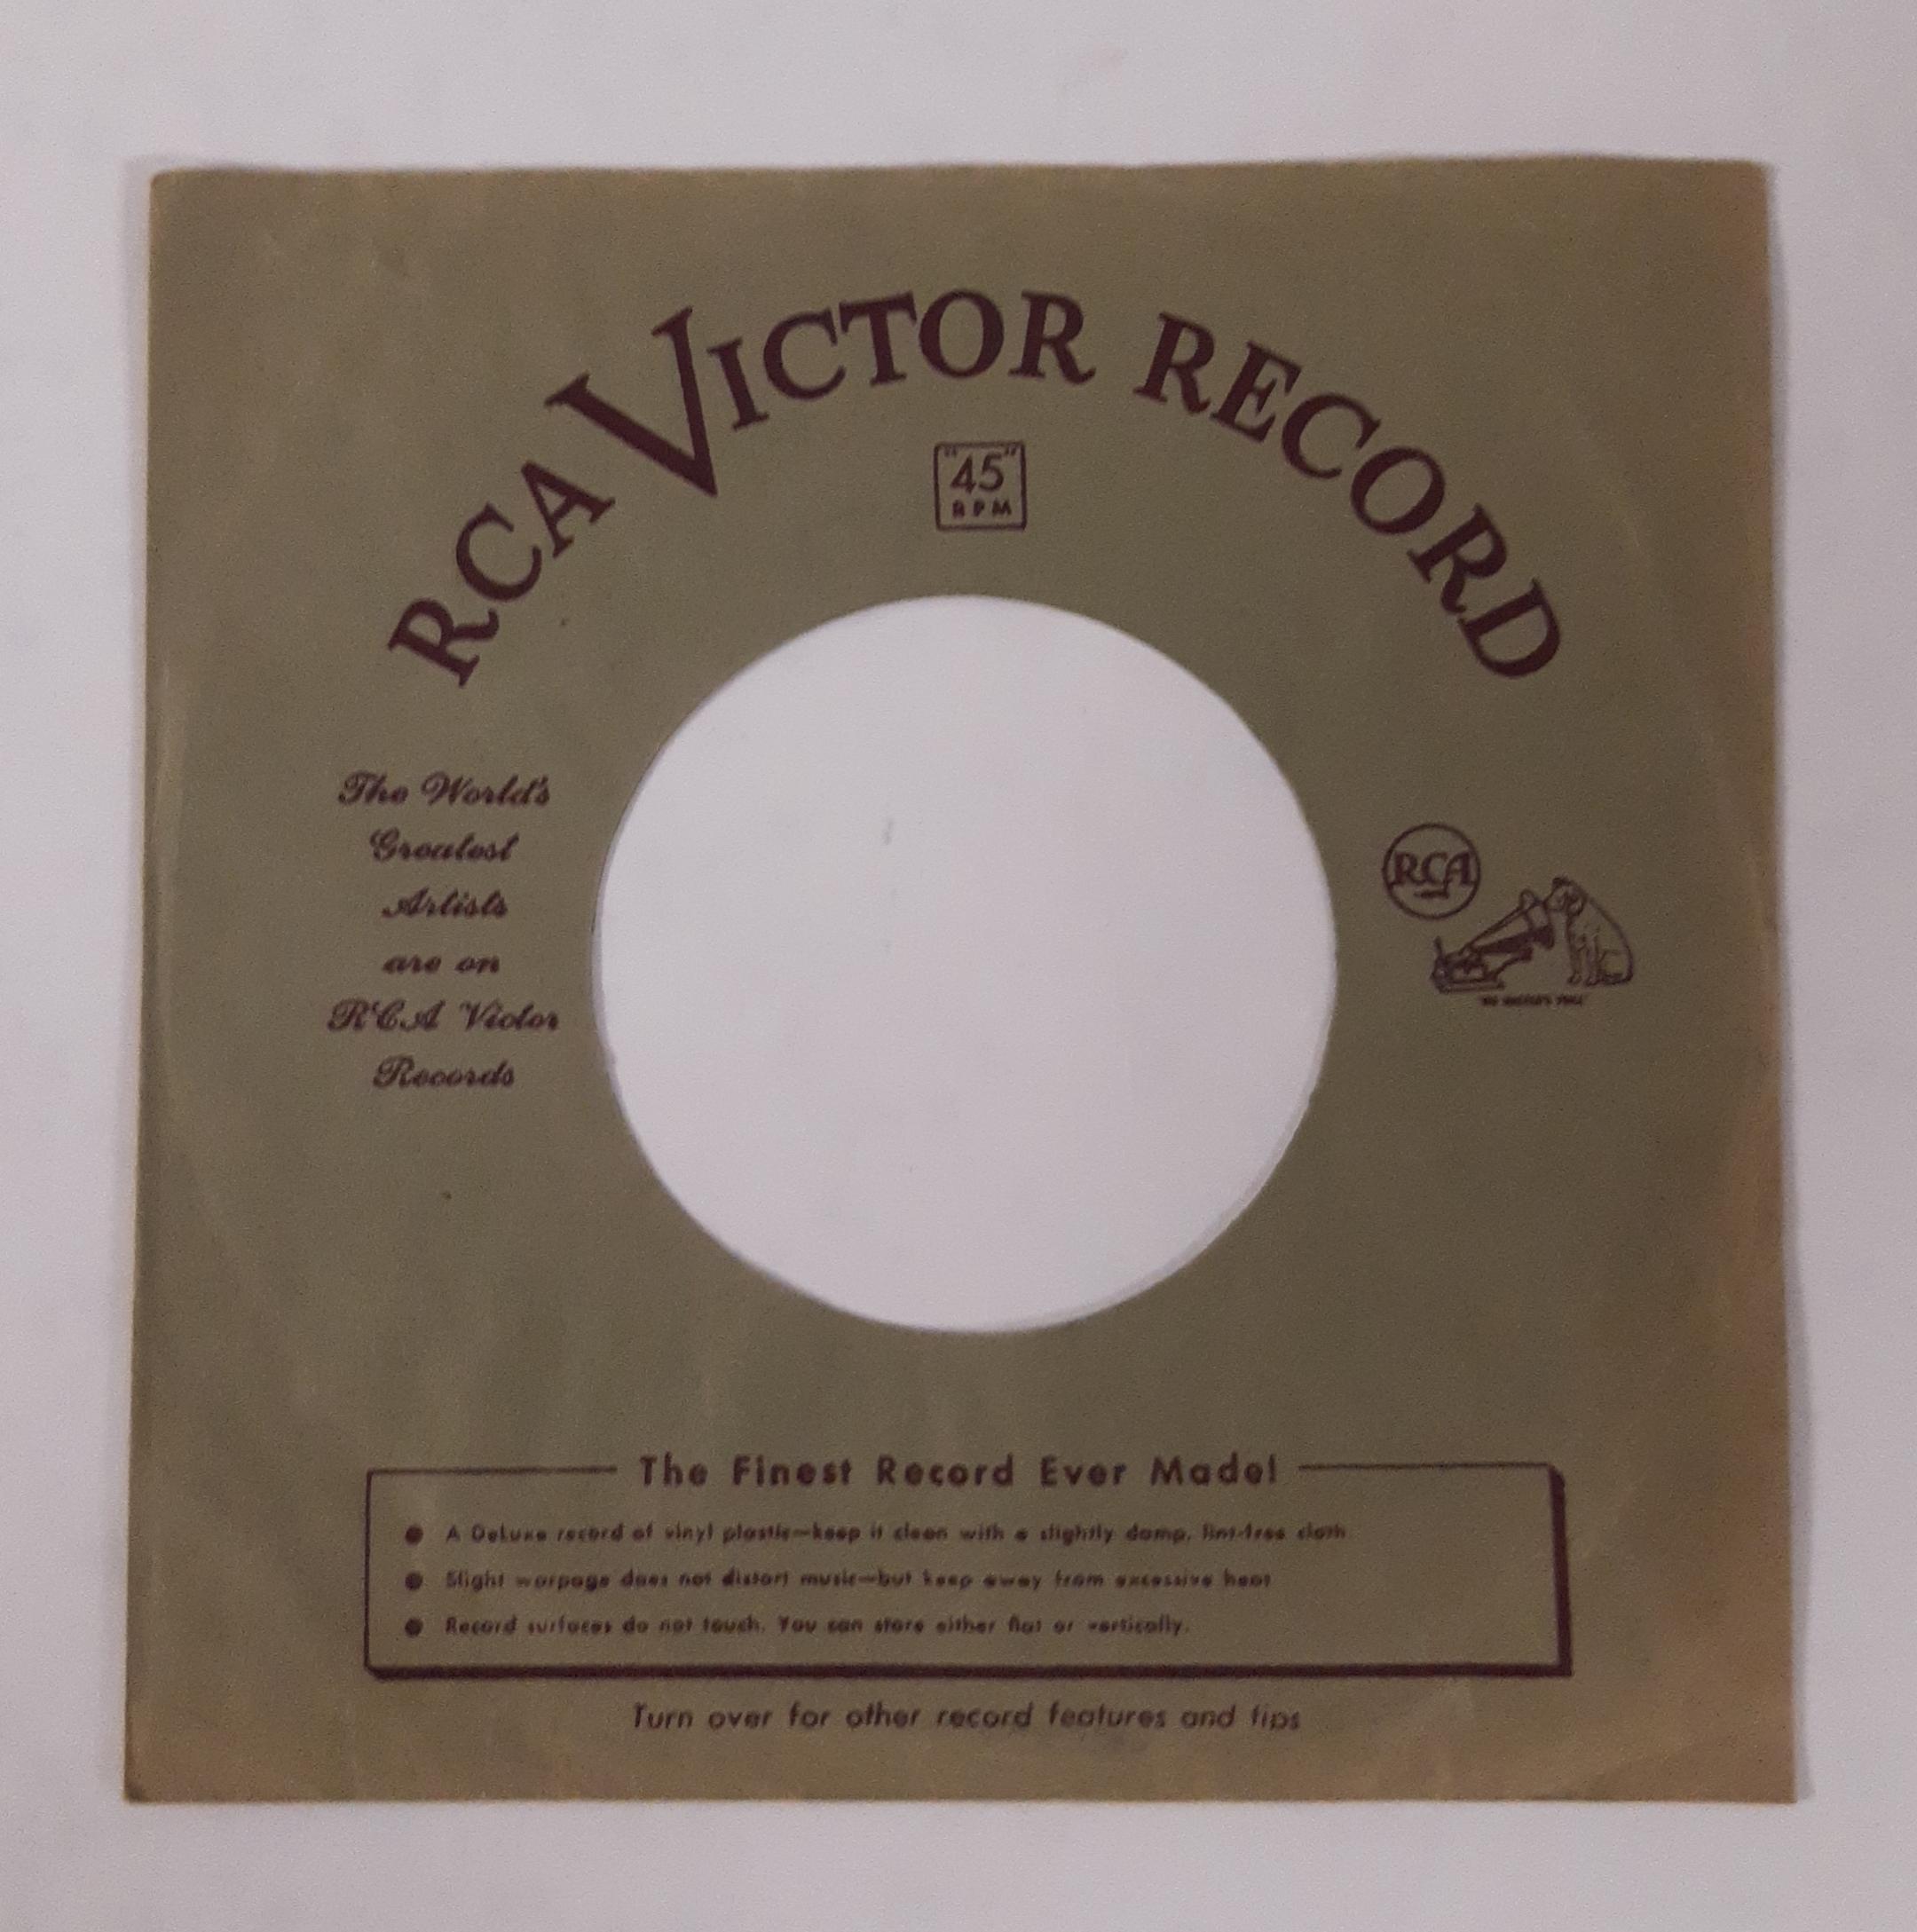 RCA VICTOR RECORD
"45"
RPM
The World's
Greatest
Artists
are on
RCA Victor
Records
RCA
"HIS MASTER'S VOICE"
The Finest Record Ever Made!
● A DeLuxe record of vinyl plastic—keep it clean with a slightly damp, lint-free cloth
● Slight warpage does not distort music—but keep away from excessive heat
● Record surfaces do not touch. You can store either flat or vertically.
Turn over for other record features and tips